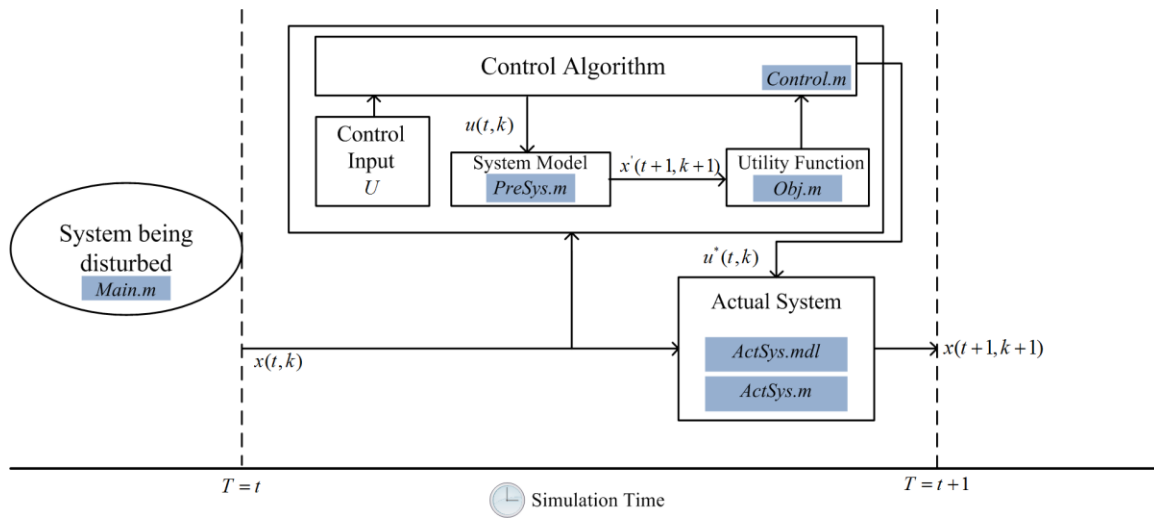 Control Algorithm
Control.m
Control
Input
U
u(t,k)
System Model
PreSys.m
x'(t+1,k+1)
Utility Function
Obj.m
System being
disturbed
Main.m
u*(t,k)
Actual System
ActSys.mdl
ActSys.m
x(t,k)
x(t+1,k+1)
T = t
T = t+1
Simulation Time